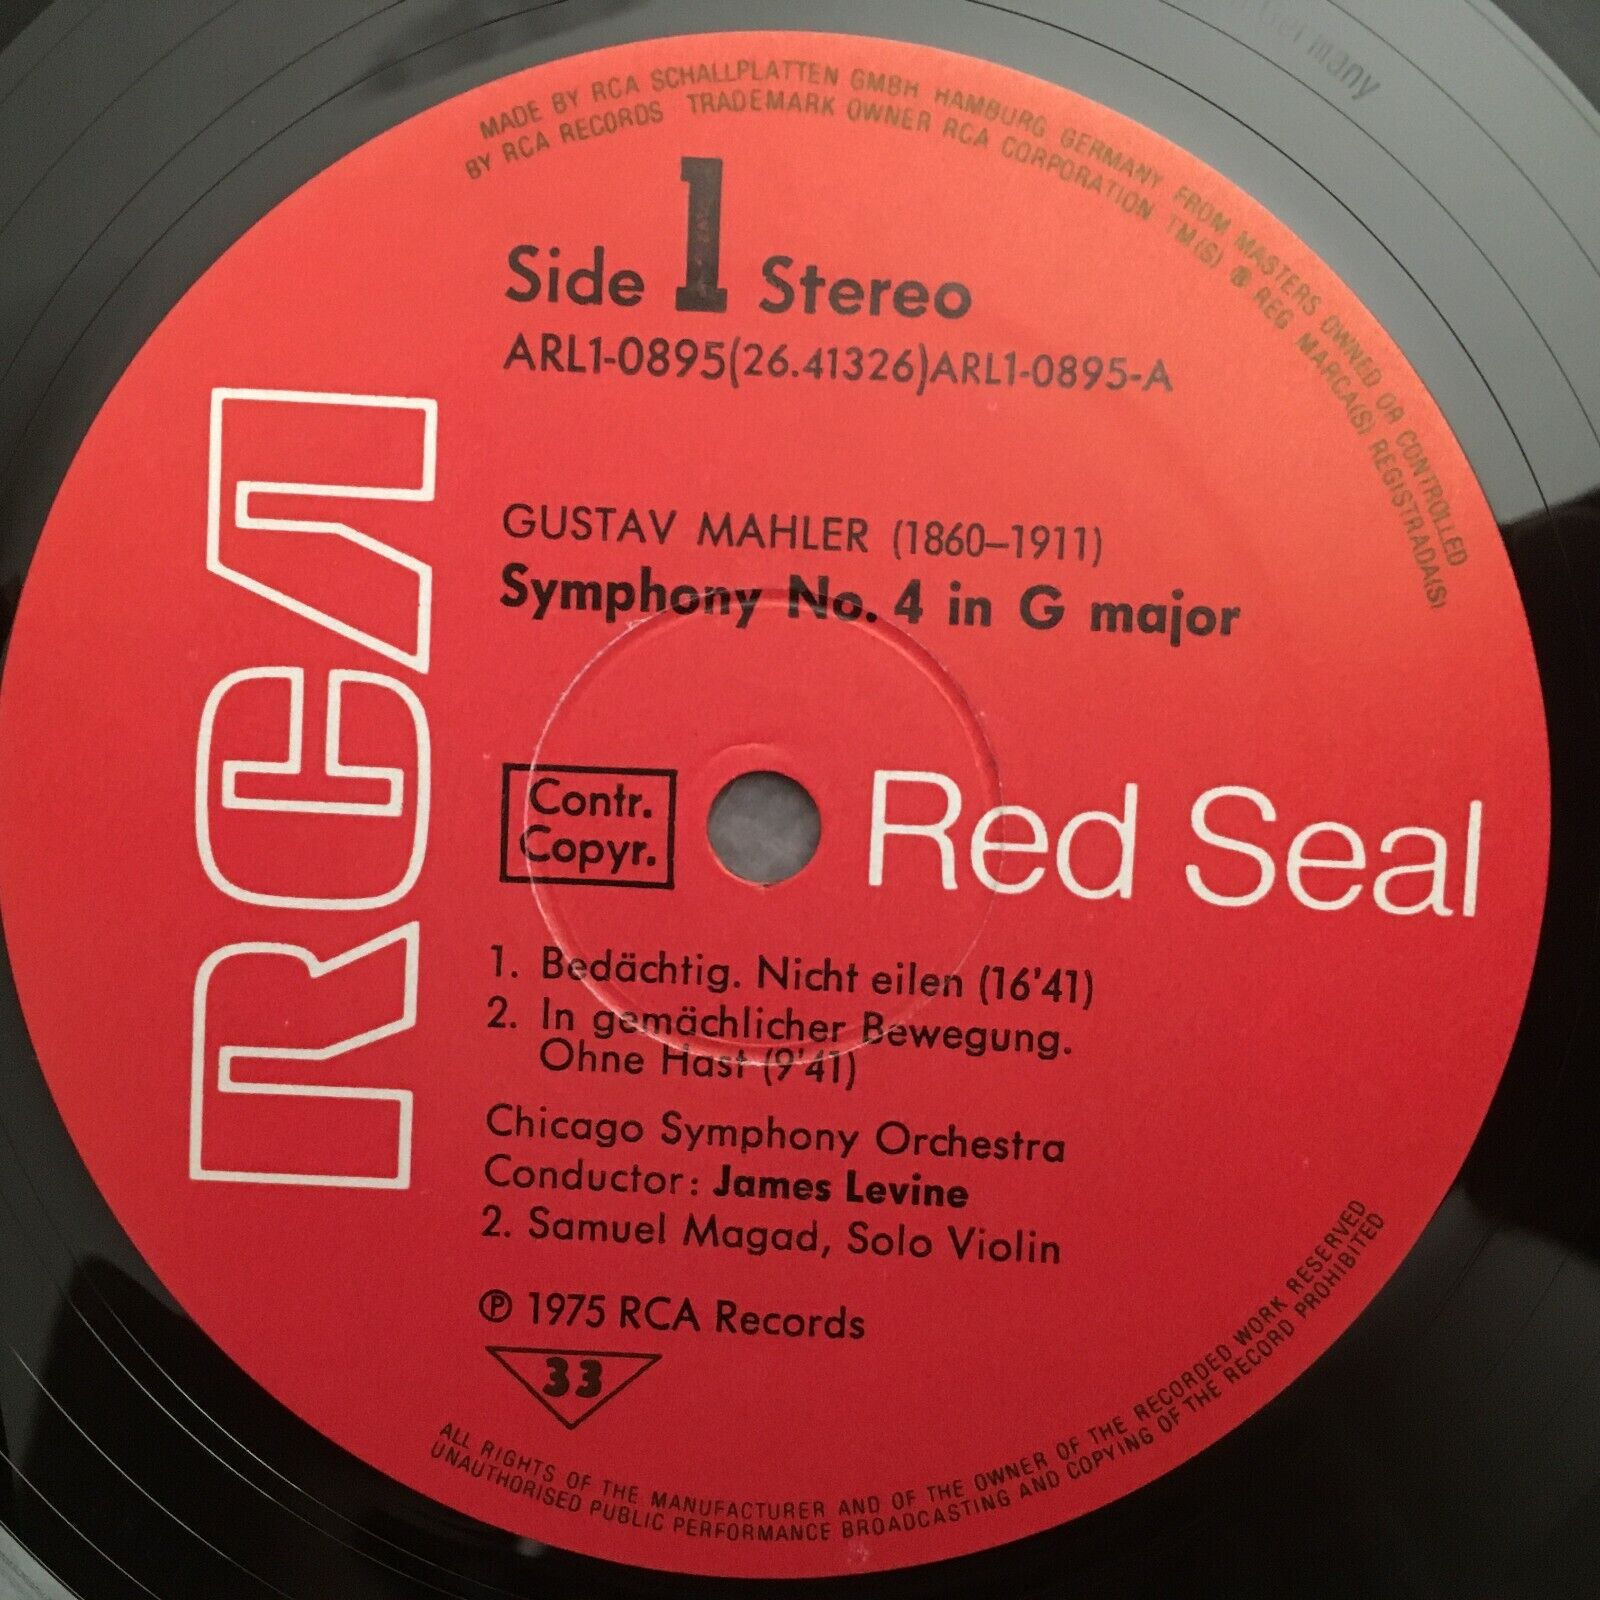 MADE BY RCA SCHALLPLATTEN GMBH HAMBURG GERMANY FROM MASTERS OWNED OR CONTROLLED
BY RCA RECORDS TRADEMARK OWNER RCA CORPORATION TM(S) ® REG MARCA(S) REGISTRADA(S)
Side 1 Stereo
ARL1-0895(26.41326)ARL1-0895-A
RCA
GUSTAV MAHLER (1860–1911)
Symphony No. 4 in G major
Contr.
Copyr.
Red Seal
1. Bedächtig. Nicht eilen (16'41)
2. In gemächlicher Bewegung.
Ohne Hast (9'41)
Chicago Symphony Orchestra
Conductor: James Levine
2. Samuel Magad, Solo Violin
℗ 1975 RCA Records
33
ALL RIGHTS OF THE MANUFACTURER AND OF THE OWNER OF THE RECORDED WORK RESERVED
UNAUTHORISED PUBLIC PERFORMANCE BROADCASTING AND COPYING OF THE RECORD PROHIBITED